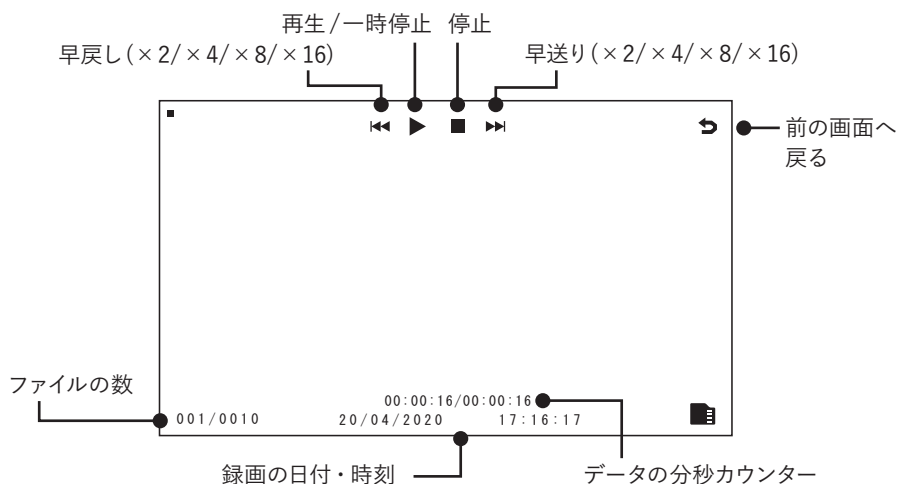 再生/一時停止 停止
早戻し(×2/×4/×8/×16) 早送り(×2/×4/×8/×16)
前の画面へ
戻る
ファイルの数
00:00:16/00:00:16
001/0010 20/04/2020 17:16:17
録画の日付・時刻 データの分秒カウンター